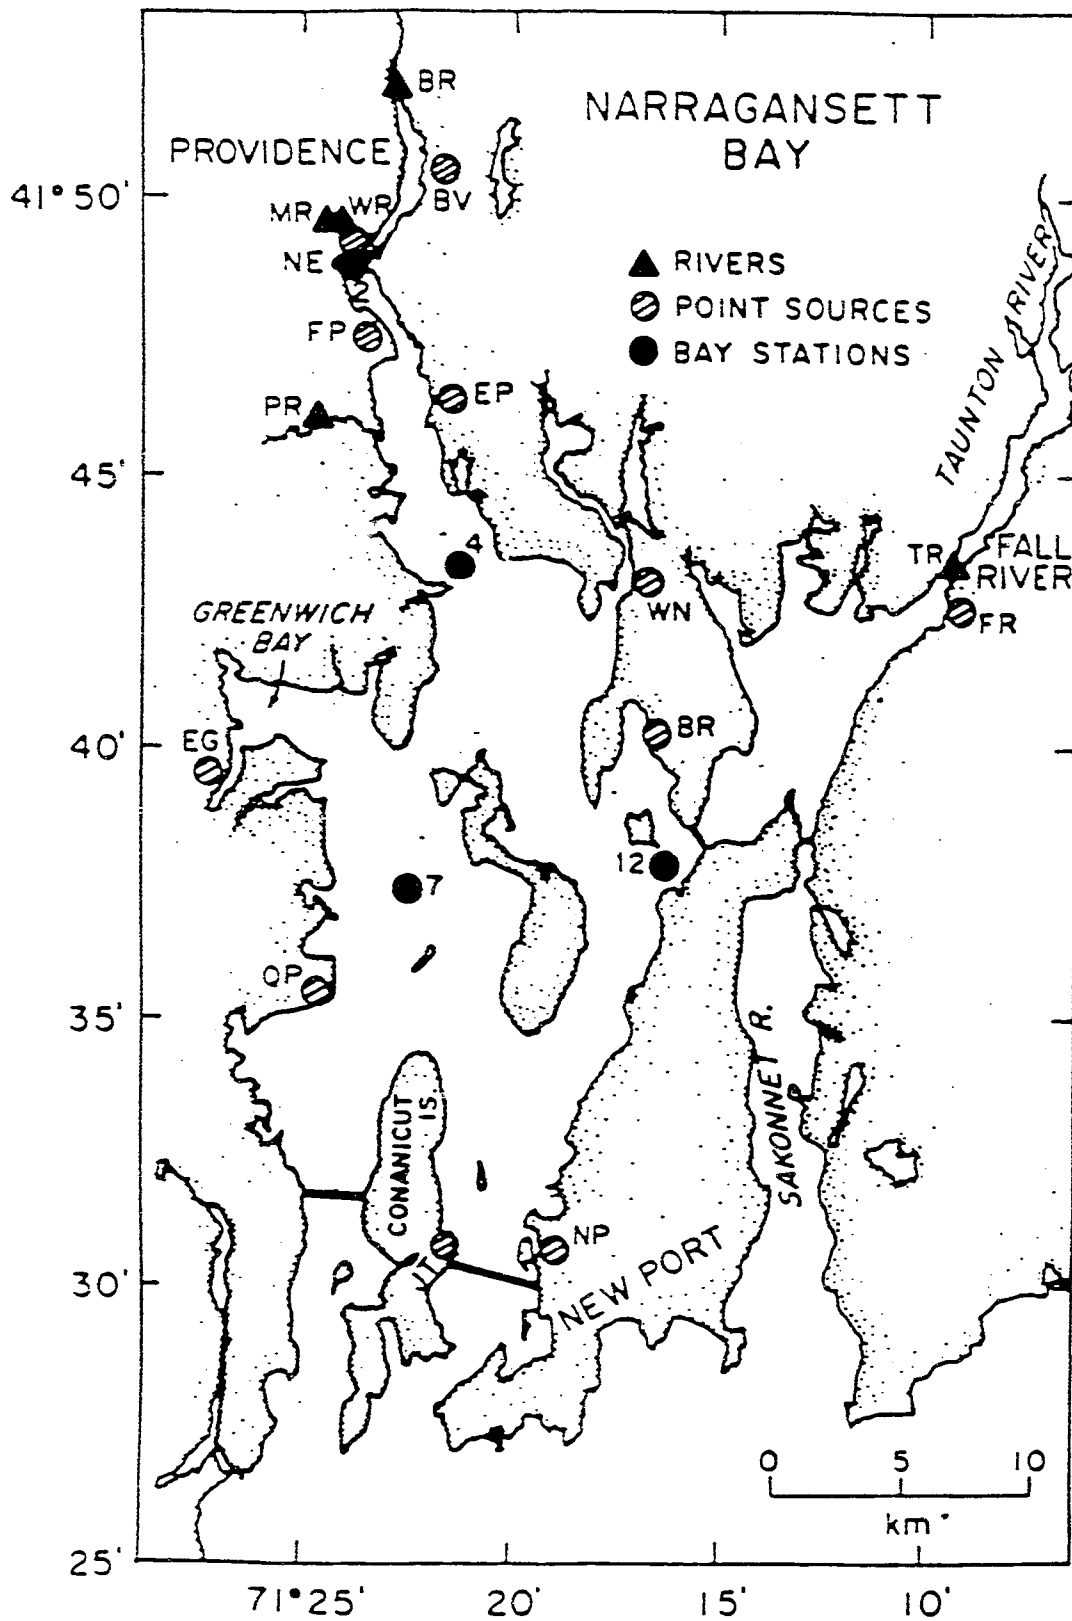 BR
NARRAGANSETT
BAY
PROVIDENCE
BV
41°50'
MR
WR
NE
RIVERS
POINT SOURCES
BAY STATIONS
FP
EP
PR
TAUNTON RIVER
45'
4
TR
FALL
RIVER
FR
WN
GREENWICH
BAY
BR
EG
40'
12
7
QP
35'
SAKONNET R.
CONANICUT
IS.
JT
NP
NEW PORT
30'
0 5 10
km
25'
71°25' 20' 15' 10'